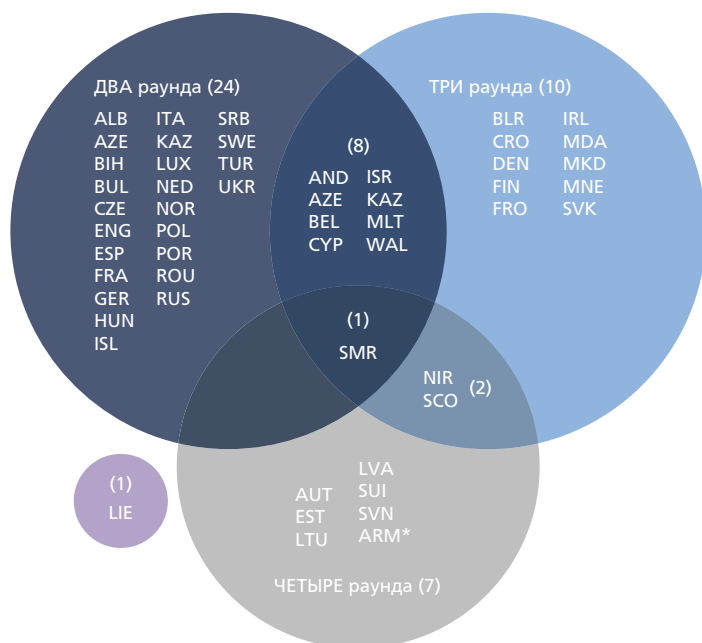 ДВА раунда (24)
ALB ITA SRB
AZE KAZ SWE
BIH LUX TUR
BUL NED UKR
CZE NOR
ENG POL
ESP POR
FRA ROU
GER RUS
HUN
ISL
(8)
AND ISR
AZE KAZ
BEL MLT
CYP WAL
ТРИ раунда (10)
BLR IRL
CRO MDA
DEN MKD
FIN MNE
FRO SVK
(1)
SMR
NIR
SCO
(2)
(1)
LIE
LVA
AUT SUI
EST SVN
LTU ARM*
ЧЕТЫРЕ раунда (7)